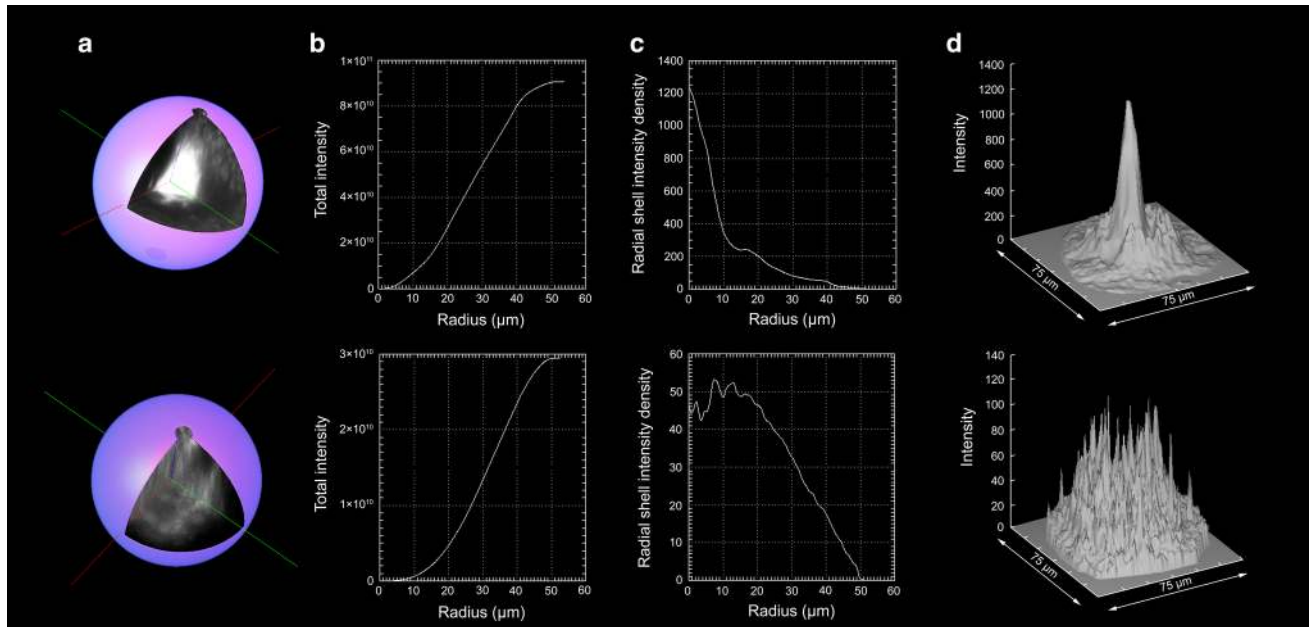 a
b
c
d
Total intensity
1×10¹¹
8×10¹⁰
6×10¹⁰
4×10¹⁰
2×10¹⁰
0
0 10 20 30 40 50 60
Radius (µm)
Radial shell intensity density
1400
1200
1000
800
600
400
200
0
0 10 20 30 40 50 60
Radius (µm)
Intensity
1400
1200
1000
800
600
400
200
0
75 µm
75 µm
Total intensity
3×10¹⁰
2×10¹⁰
1×10¹⁰
0
0 10 20 30 40 50 60
Radius (µm)
Radial shell intensity density
60
50
40
30
20
10
0
0 10 20 30 40 50 60
Radius (µm)
Intensity
140
120
100
80
60
40
20
0
75 µm
75 µm